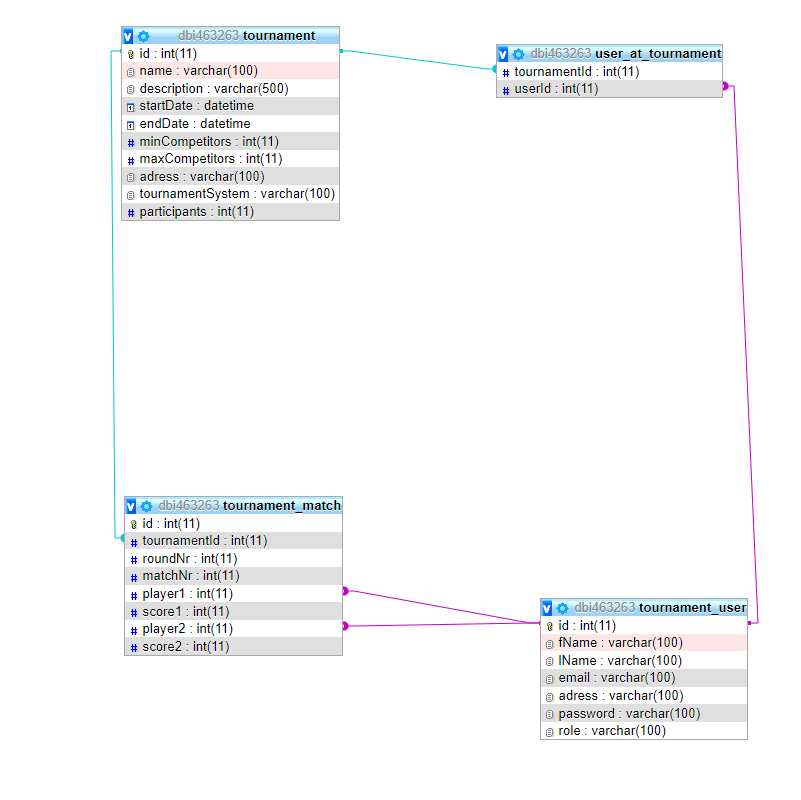 dbi463263 tournament
id : int(11)
name : varchar(100)
description : varchar(500)
startDate : datetime
endDate : datetime
minCompetitors : int(11)
maxCompetitors : int(11)
adress : varchar(100)
tournamentSystem : varchar(100)
participants : int(11)
dbi463263 user_at_tournament
tournamentId : int(11)
userId : int(11)
dbi463263 tournament_match
id : int(11)
tournamentId : int(11)
roundNr : int(11)
matchNr : int(11)
player1 : int(11)
score1 : int(11)
player2 : int(11)
score2 : int(11)
dbi463263 tournament_user
id : int(11)
fName : varchar(100)
lName : varchar(100)
email : varchar(100)
adress : varchar(100)
password : varchar(100)
role : varchar(100)